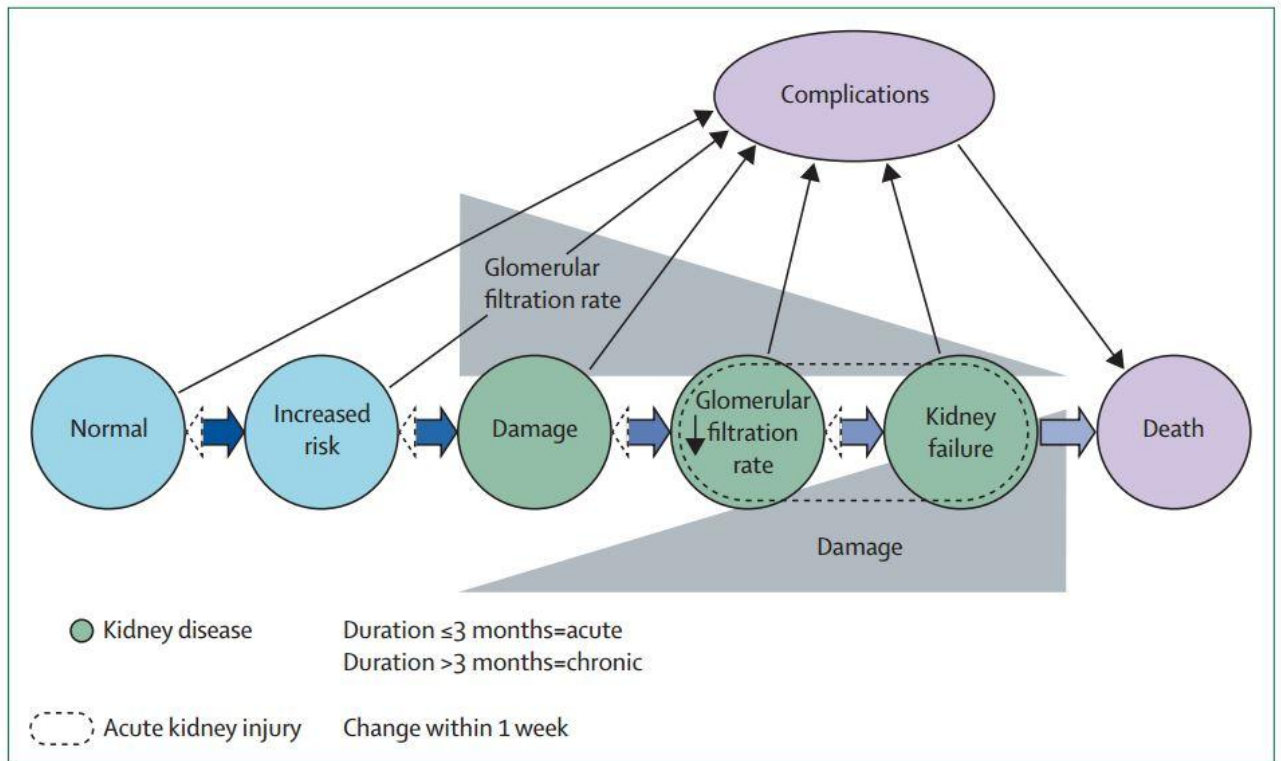 Complications
Glomerular
filtration rate
Normal
Increased
risk
Damage
Glomerular
filtration
rate
Kidney
failure
Death
Damage
Kidney disease
Duration ≤3 months=acute
Duration >3 months=chronic
Acute kidney injury
Change within 1 week